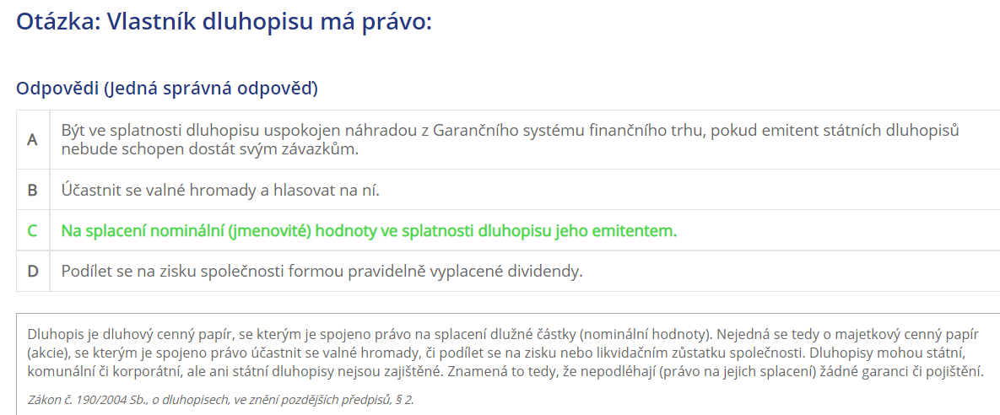 Otázka: Vlastník dluhopisu má právo:
Odpovědi (Jedná správná odpověď)
A
Být ve splatnosti dluhopisu uspokojen náhradou z Garančního systému finančního trhu, pokud emitent státních dluhopisů
nebude schopen dostát svým závazkům.
B Účastnit se valné hromady a hlasovat na ní.
C Na splacení nominální (jmenovité) hodnoty ve splatnosti dluhopisu jeho emitentem.
D Podílet se na zisku společnosti formou pravidelně vyplacené dividendy.
Dluhopis je dluhový cenný papír, se kterým je spojeno právo na splacení dlužné částky (nominální hodnoty). Nejedná se tedy o majetkový cenný papír
(akcie), se kterým je spojeno právo účastnit se valné hromady, či podílet se na zisku nebo likvidačním zůstatku společnosti. Dluhopisy mohou státní,
komunální či korporátní, ale ani státní dluhopisy nejsou zajištěné. Znamená to tedy, že nepodléhají (právo na jejich splacení) žádné garanci či pojištění.
Zákon č. 190/2004 Sb., o dluhopisech, ve znění pozdějších předpisů, § 2.